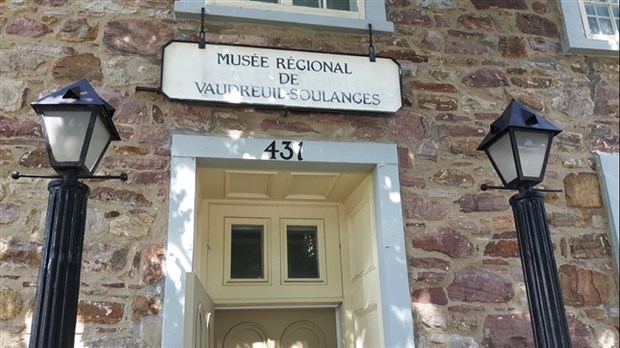 MUSÉE RÉGIONAL
DE
VAUDREUIL-SOULANGES
431